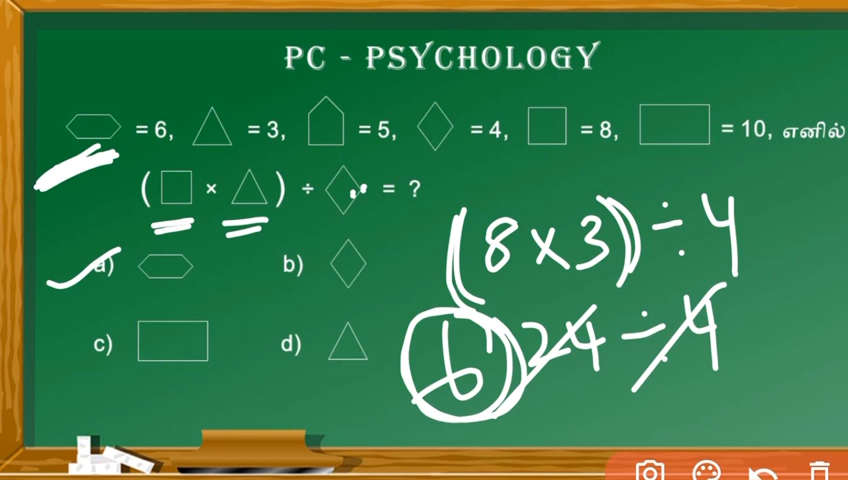 PC - PSYCHOLOGY
= 6, = 3, = 5, = 4, = 8, = 10, எனில்
( × ) ÷ = ?
a) b)
c) d)
(8 × 3) ÷ 4
6 24 ÷ 4